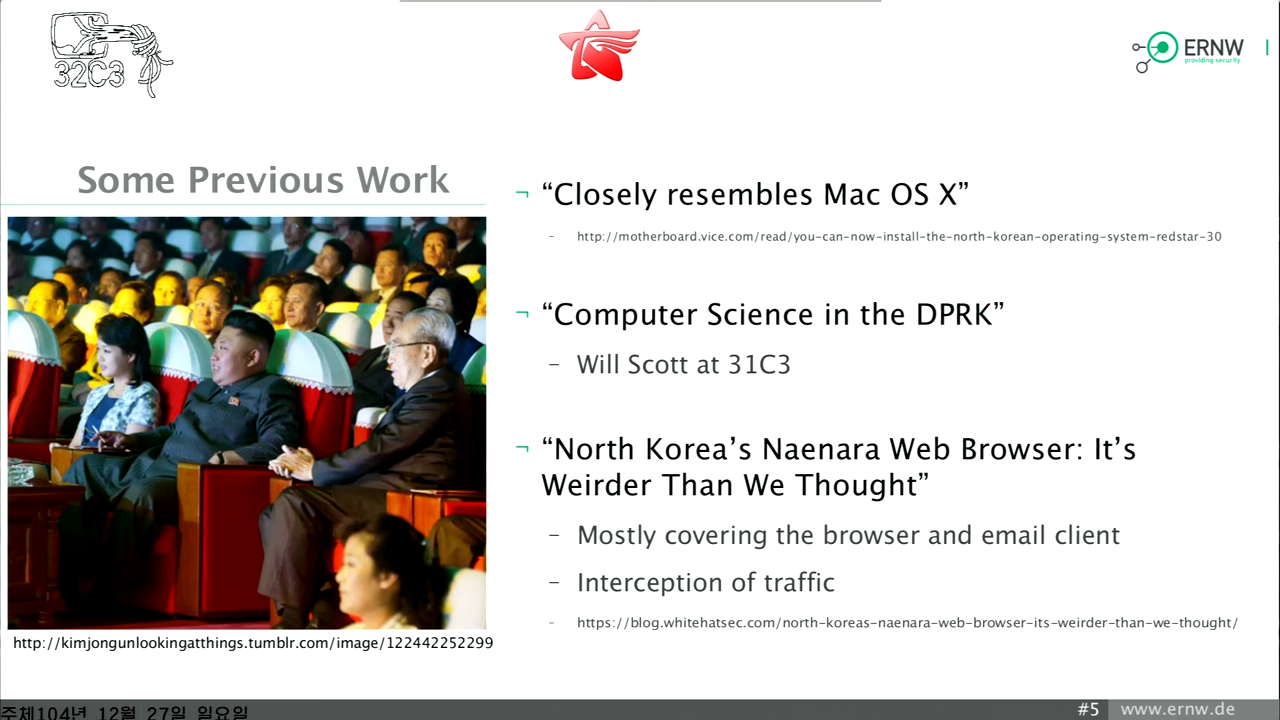 32C3
ERNW
providing security.
Some Previous Work
http://kimjongunlookingatthings.tumblr.com/image/122442252299
¬ “Closely resembles Mac OS X”
– http://motherboard.vice.com/read/you-can-now-install-the-north-korean-operating-system-redstar-30
¬ “Computer Science in the DPRK”
– Will Scott at 31C3
¬ “North Korea’s Naenara Web Browser: It’s
Weirder Than We Thought”
– Mostly covering the browser and email client
– Interception of traffic
– https://blog.whitehatsec.com/north-koreas-naenara-web-browser-its-weirder-than-we-thought/
주체104년 12월 27일 일요일
#5 www.ernw.de